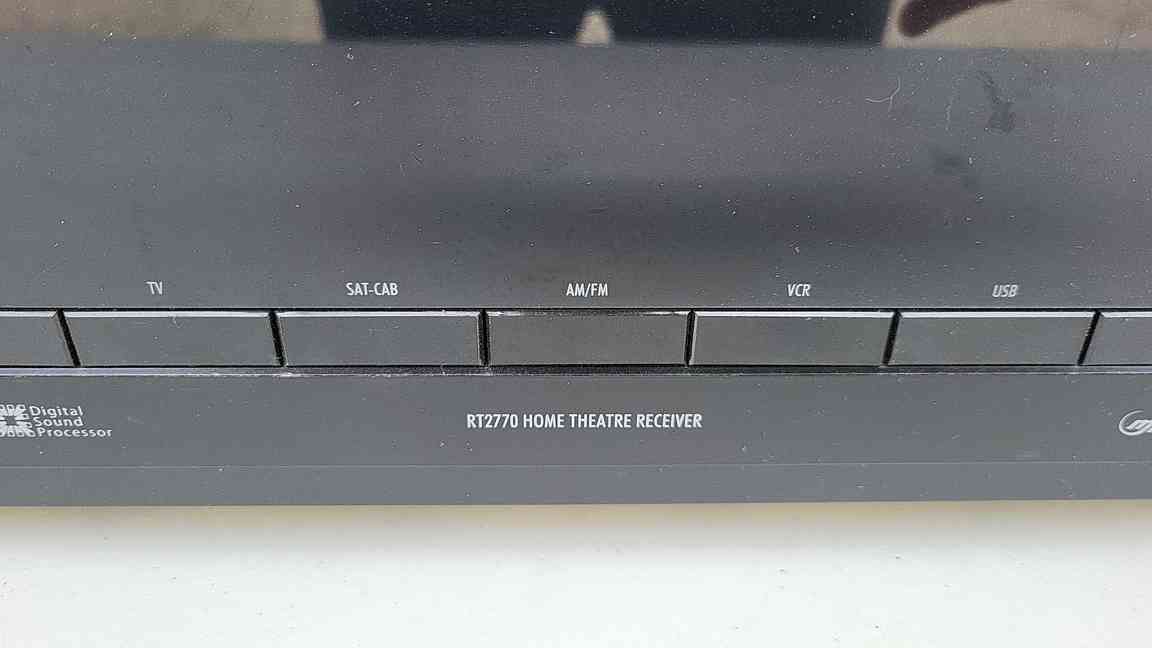 TV
SAT-CAB
AM/FM
VCR
USB
Digital
Sound
Processor
RT2770 HOME THEATRE RECEIVER